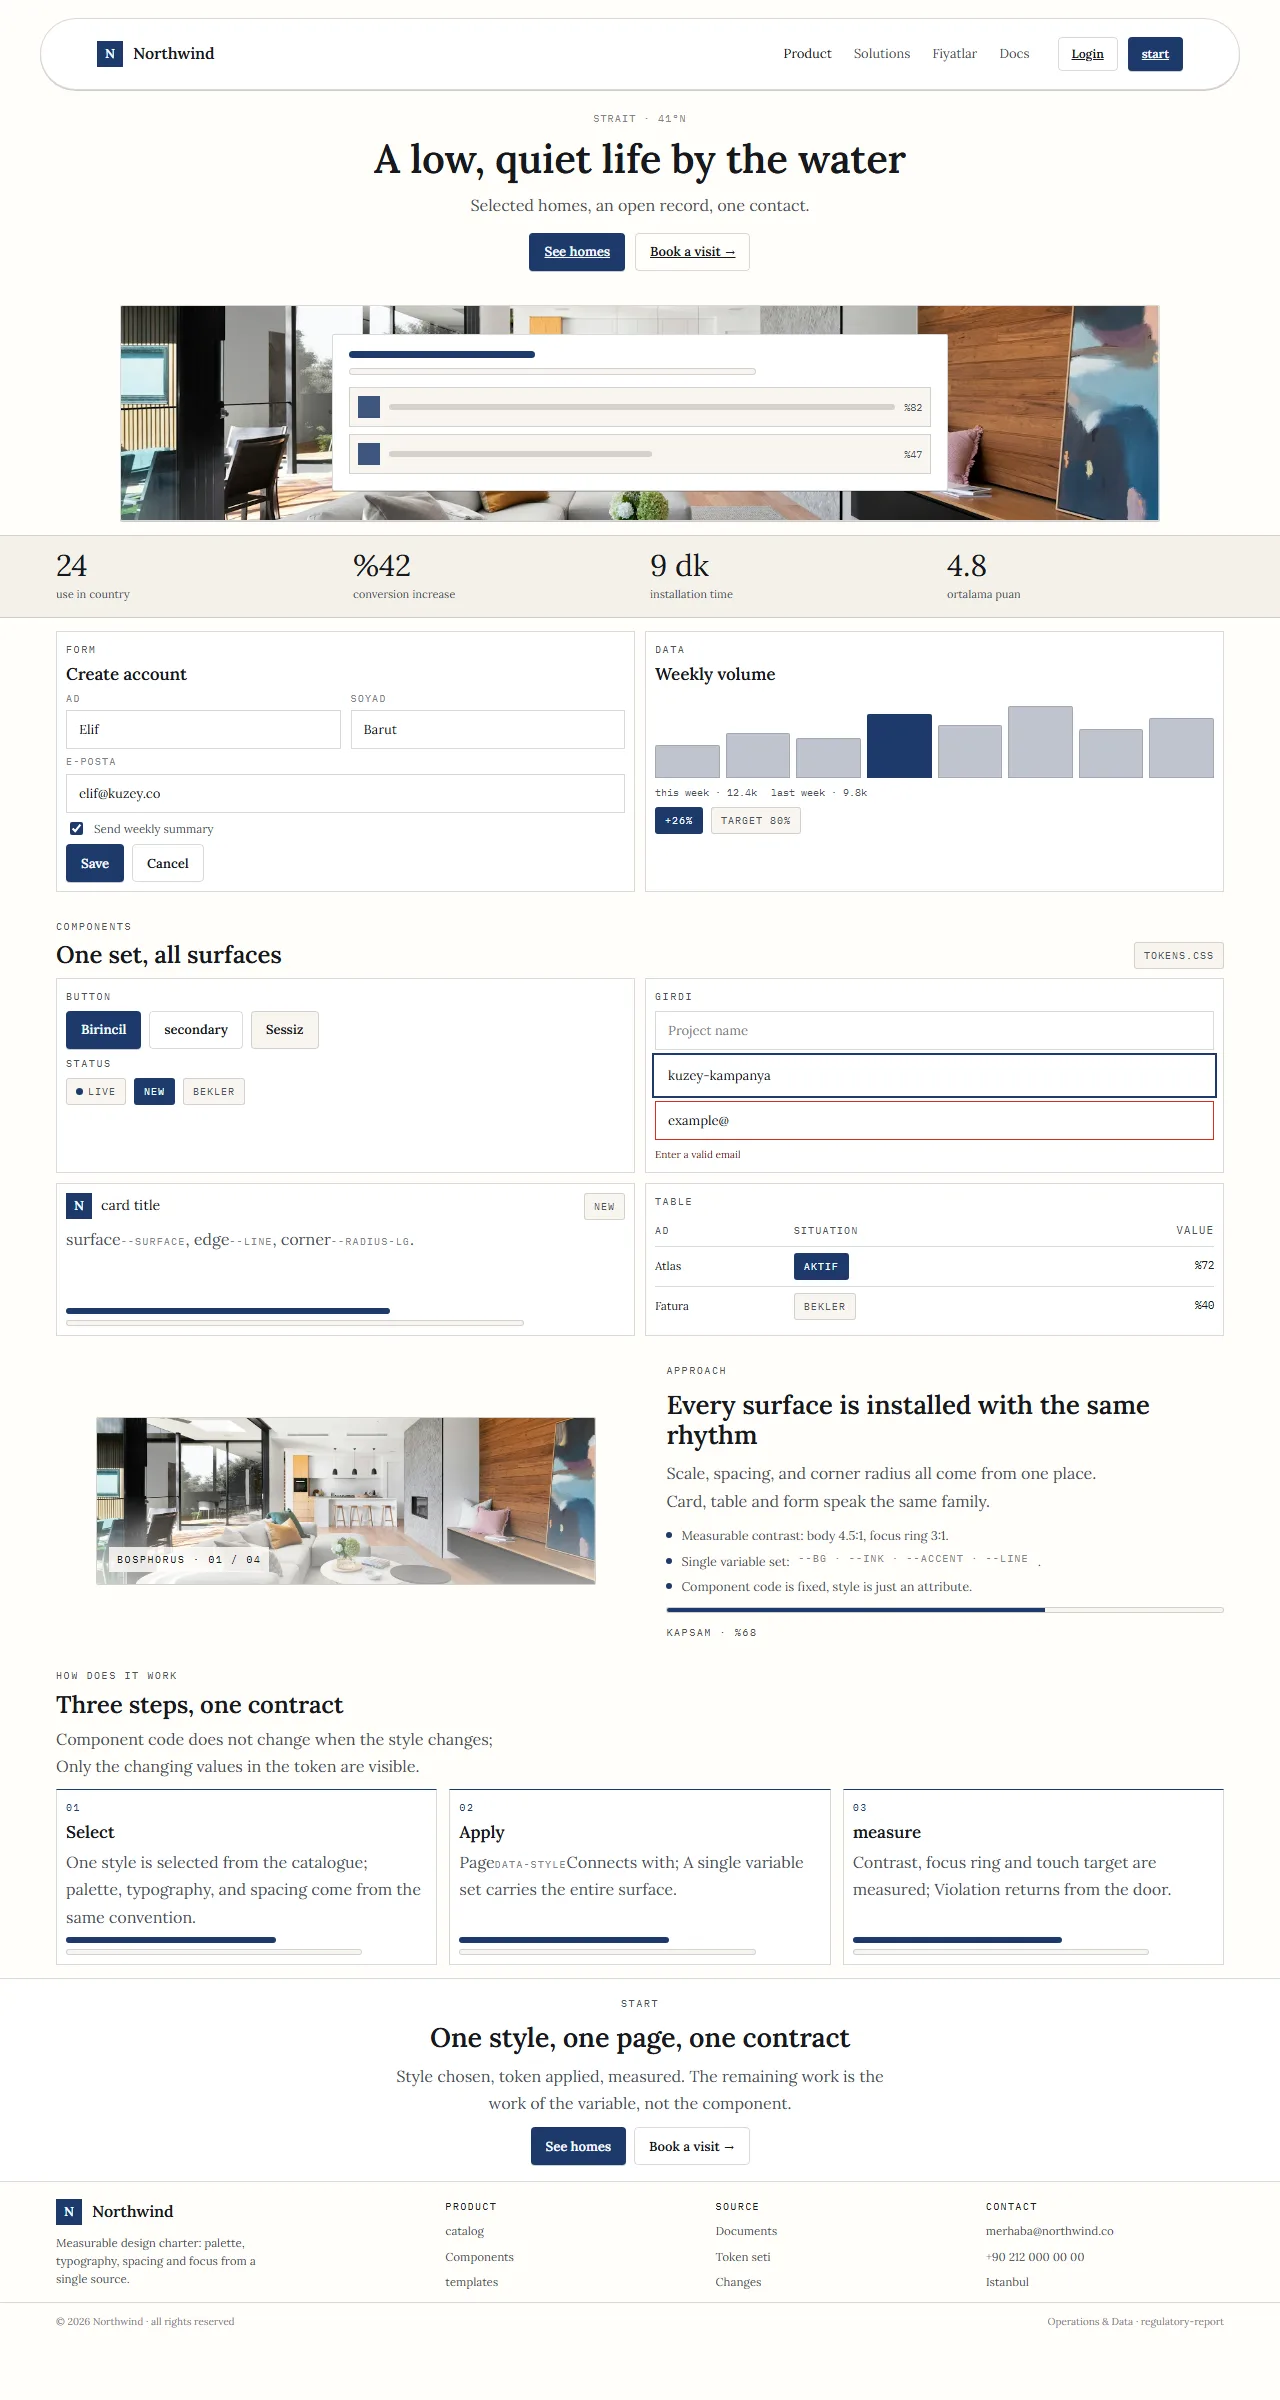 N Northwind
Product Solutions Fiyatlar Docs Login start
STRAIT · 41°N
A low, quiet life by the water
Selected homes, an open record, one contact.
See homes Book a visit →
%82
%47
24 %42 9 dk 4.8
use in country conversion increase installation time ortalama puan
FORM
Create account
AD SOYAD
Elif Barut
E-POSTA
elif@kuzey.co
Send weekly summary
Save Cancel
DATA
Weekly volume
this week · 12.4k last week · 9.8k
+26% TARGET 80%
COMPONENTS
One set, all surfaces
TOKENS.CSS
BUTTON
Birincil secondary Sessiz
STATUS
LIVE NEW BEKLER
GIRDI
Project name
kuzey-kampanya
example@
Enter a valid email
N card title NEW
surface--SURFACE, edge--LINE, corner--RADIUS-LG.
TABLE
AD SITUATION VALUE
Atlas AKTIF %72
Fatura BEKLER %40
BOSPHORUS · 01 / 04
APPROACH
Every surface is installed with the same
rhythm
Scale, spacing, and corner radius all come from one place.
Card, table and form speak the same family.
Measurable contrast: body 4.5:1, focus ring 3:1.
Single variable set: --BG · --INK · --ACCENT · --LINE .
Component code is fixed, style is just an attribute.
KAPSAM · %68
HOW DOES IT WORK
Three steps, one contract
Component code does not change when the style changes;
Only the changing values in the token are visible.
01
Select
One style is selected from the catalogue;
palette, typography, and spacing come from the
same convention.
02
Apply
PageDATA-STYLEConnects with; A single variable
set carries the entire surface.
03
measure
Contrast, focus ring and touch target are
measured; Violation returns from the door.
START
One style, one page, one contract
Style chosen, token applied, measured. The remaining work is the
work of the variable, not the component.
See homes Book a visit →
N Northwind
Measurable design charter: palette,
typography, spacing and focus from a
single source.
PRODUCT
catalog
Components
templates
SOURCE
Documents
Token seti
Changes
CONTACT
merhaba@northwind.co
+90 212 000 00 00
Istanbul
© 2026 Northwind · all rights reserved
Operations & Data · regulatory-report